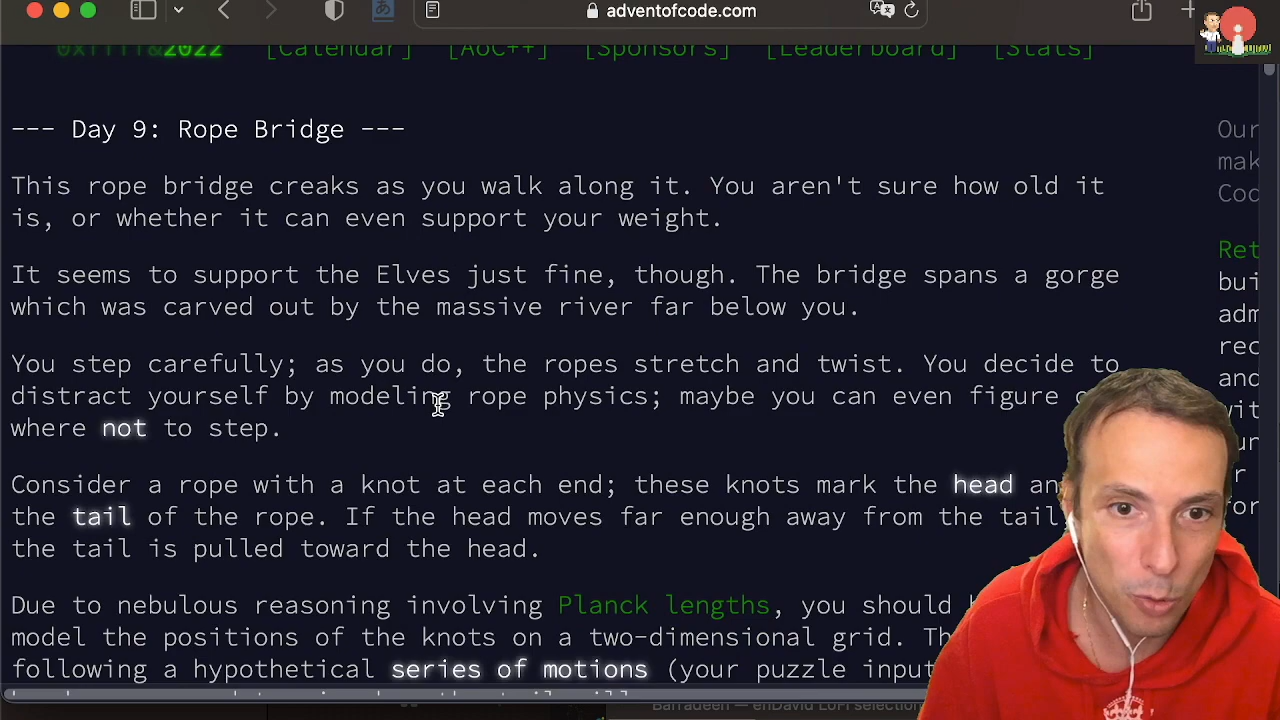 adventofcode.com
0xffff&2022 [Calendar] [AoC++] [Sponsors] [Leaderboard] [Stats]
--- Day 9: Rope Bridge ---
This rope bridge creaks as you walk along it. You aren't sure how old it
is, or whether it can even support your weight.
It seems to support the Elves just fine, though. The bridge spans a gorge
which was carved out by the massive river far below you.
You step carefully; as you do, the ropes stretch and twist. You decide to
distract yourself by modeling rope physics; maybe you can even figure
where not to step.
Consider a rope with a knot at each end; these knots mark the head
the tail of the rope. If the head moves far enough away from the tail,
the tail is pulled toward the head.
Due to nebulous reasoning involving Planck lengths, you should
model the positions of the knots on a two-dimensional grid.
following a hypothetical series of motions (your puzzle input
Our
mak
Cod
Ret
bui
adm
rec
and
wit
Barradeen — enDavid LoFi selection